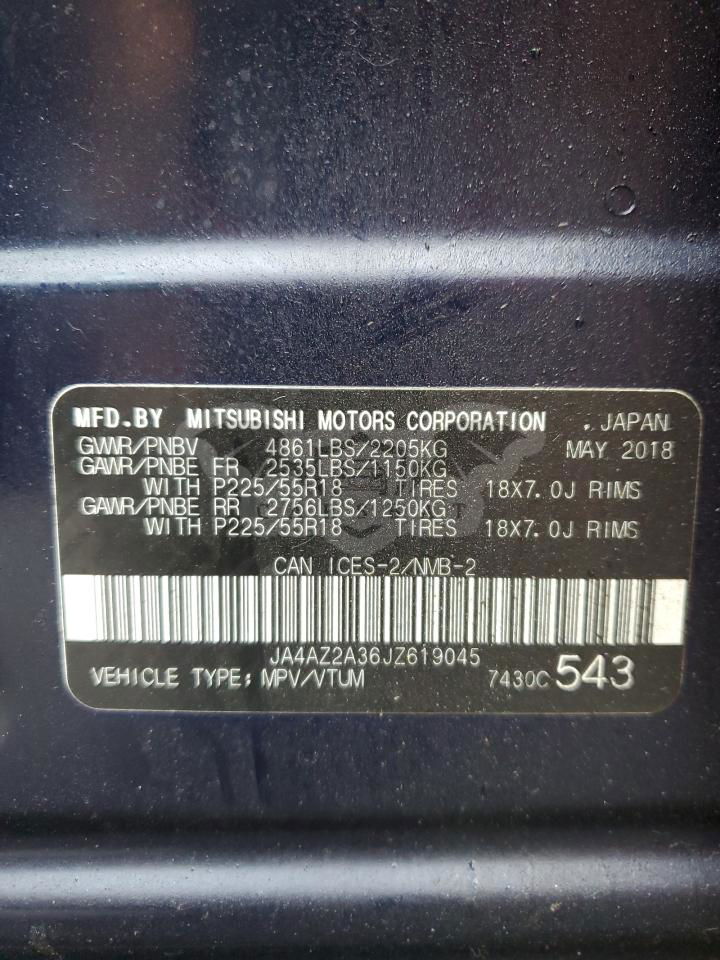 MFD.BY MITSUBISHI MOTORS CORPORATION . JAPAN
GVWR/PNBV 4861LBS/2205KG MAY 2018
GAWR/PNBE FR 2535LBS/1150KG
WITH P225/55R18 TIRES 18X7.0J RIMS
GAWR/PNBE RR 2756LBS/1250KG
WITH P225/55R18 TIRES 18X7.0J RIMS
CAN ICES-2/NMB-2
JA4AZ2A36JZ619045
VEHICLE TYPE: MPV/VTUM 7430C 543